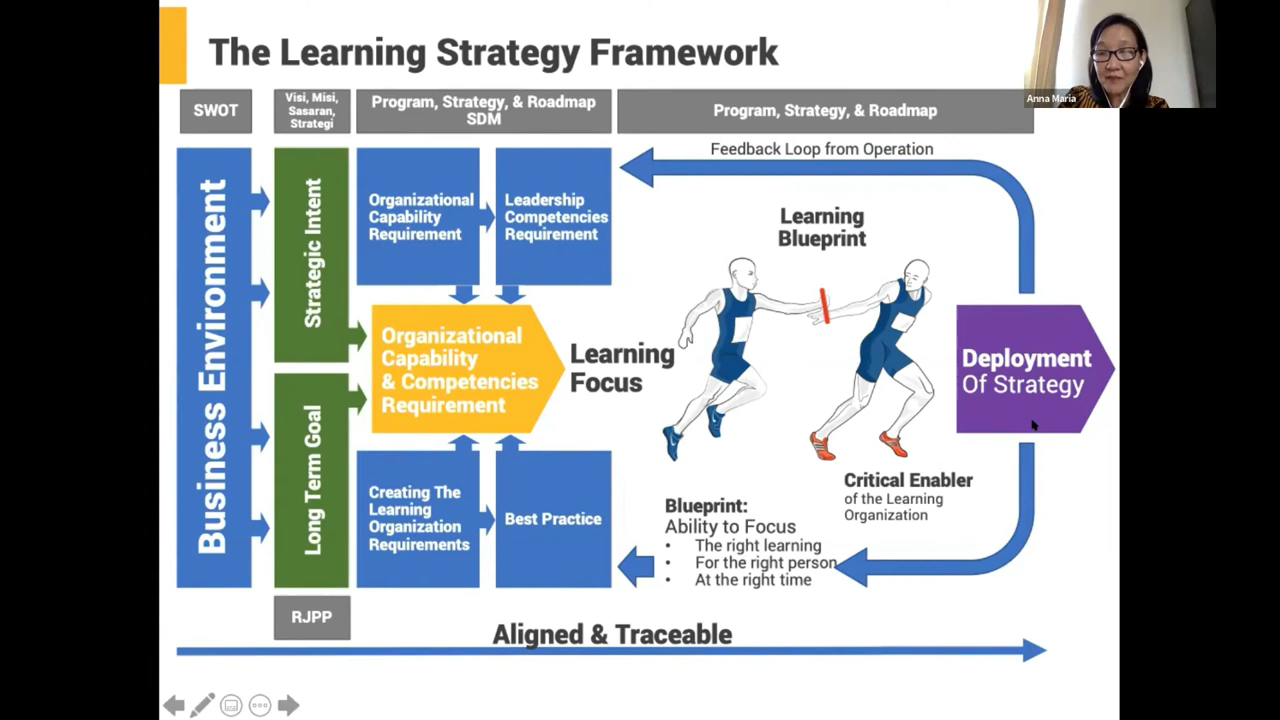 The Learning Strategy Framework
Anna Maria
SWOT
Visi, Misi,
Sasaran,
Strategi
Program, Strategy, & Roadmap
SDM
Program, Strategy, & Roadmap
Business Environment
Strategic Intent
Long Term Goal
RJPP
Organizational
Capability
Requirement
Leadership
Competencies
Requirement
Organizational
Capability
& Competencies
Requirement
Creating The
Learning
Organization
Requirements
Best Practice
Learning
Focus
Feedback Loop from Operation
Learning
Blueprint
Deployment
Of Strategy
Critical Enabler
of the Learning
Organization
Blueprint:
Ability to Focus
• The right learning
• For the right person
• At the right time
Aligned & Traceable